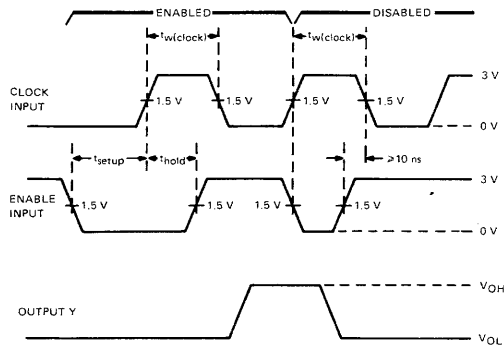 ENABLED DISABLED
tw(clock) tw(clock)
CLOCK
INPUT
1.5 V 1.5 V 1.5 V 1.5 V
3 V
0 V
tsetup thold ≥10 ns
ENABLE
INPUT
1.5 V 1.5 V 1.5 V 1.5 V
3 V
0 V
OUTPUT Y
VOH
VOL